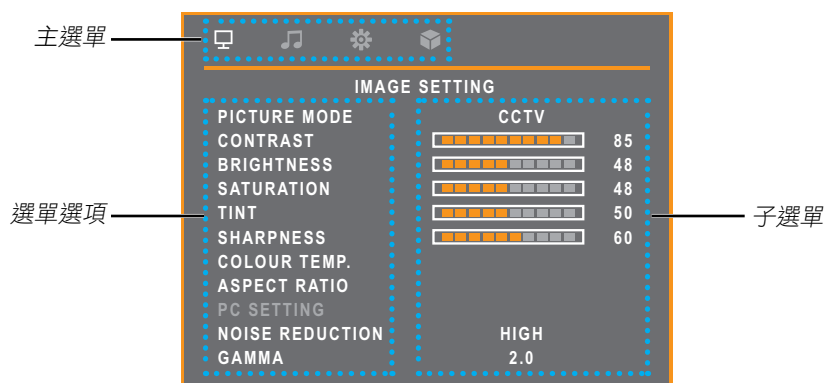 主選單
IMAGE SETTING
PICTURE MODE CCTV
CONTRAST 85
BRIGHTNESS 48
SATURATION 48
選單選項
TINT 50
子選單
SHARPNESS 60
COLOUR TEMP.
ASPECT RATIO
PC SETTING
NOISE REDUCTION HIGH
GAMMA 2.0